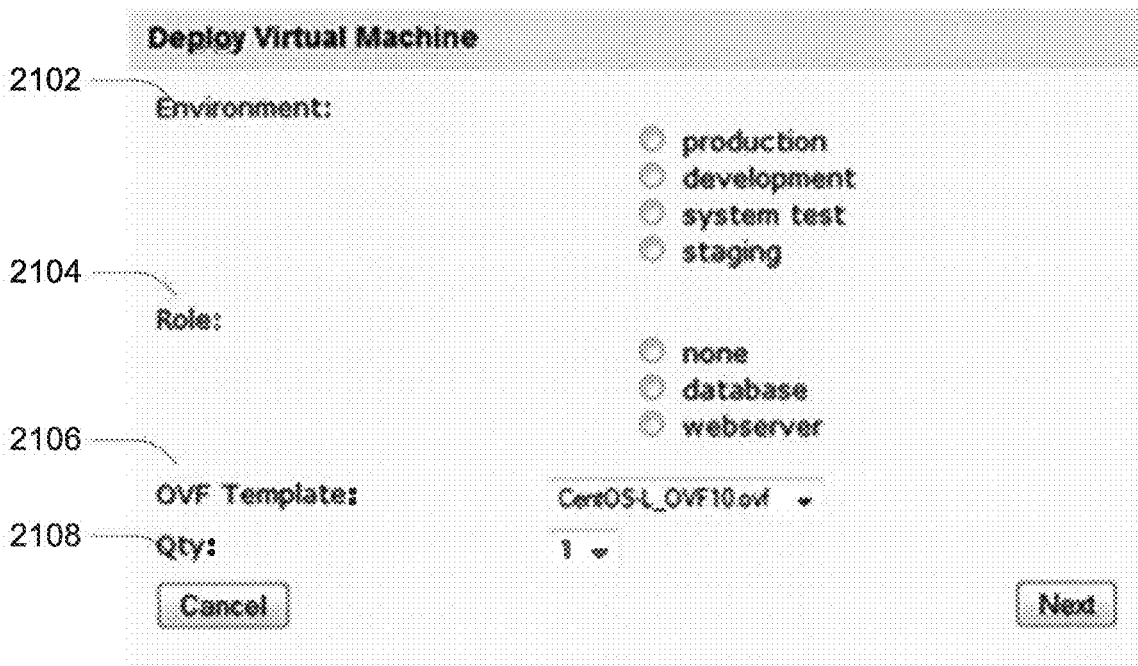 Deploy Virtual Machine
2102
Environment:
production
development
system test
staging
2104
Role:
none
database
webserver
2106
OVF Template:
CentOS-L_OVF10.ovf
2108
Qty:
1
Cancel
Next